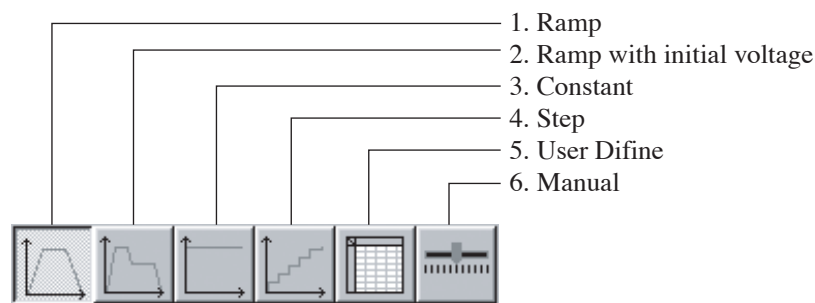 1. Ramp
2. Ramp with initial voltage
3. Constant
4. Step
5. User Difine
6. Manual